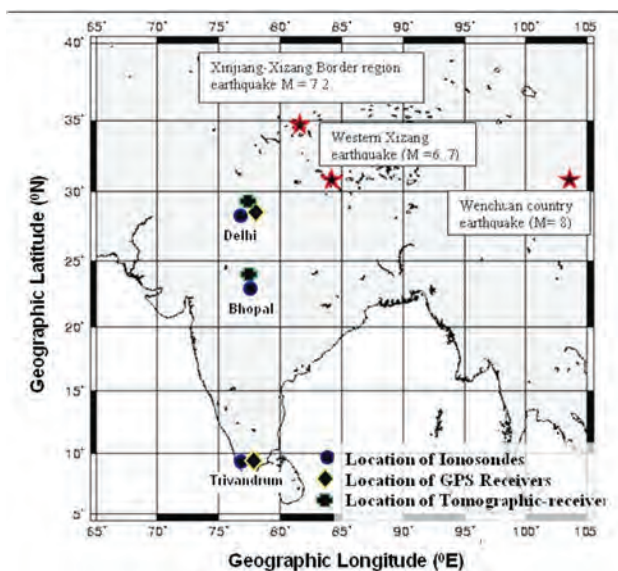 65° 70° 75° 80° 85° 90° 95° 100° 105
40°
Xinjiang-Xizang Border region
earthquake M = 7 2.
35°
Western Xizang
earthquake (M =6. 7)
30°
Wenchuan country
earthquake (M= 8)
Delhi
25°
Bhopal
20°
15°
10°
Trivandrum
Location of Ionosondes
Location of GPS Receivers
Location of Tomographic-receiver
5°
65° 70° 75° 80° 85° 90° 95° 100° 105
Geographic Latitude (⁰N)
Geographic Longitude (⁰E)